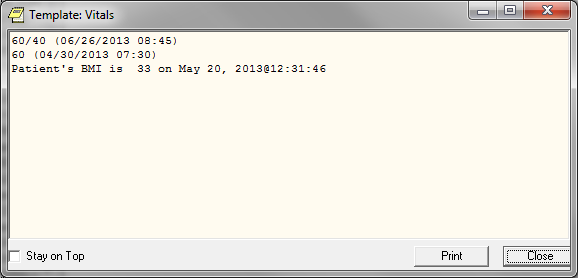 Template: Vitals
60/40 (06/26/2013 08:45)
60 (04/30/2013 07:30)
Patient's BMI is  33 on May 20, 2013@12:31:46
Stay on Top
Print
Close